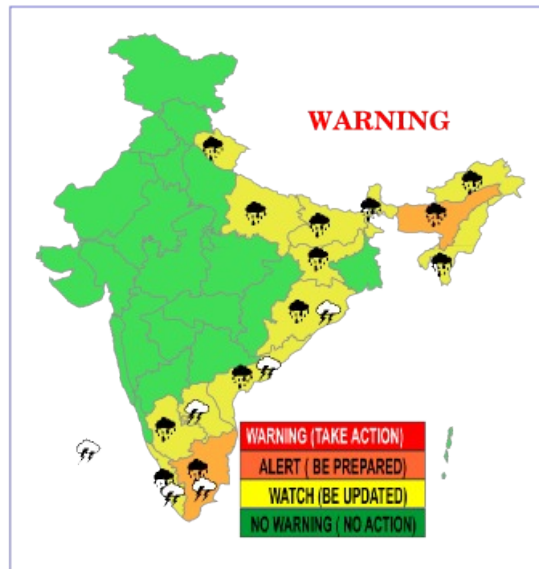 WARNING
WARNING (TAKE ACTION)
ALERT ( BE PREPARED)
WATCH (BE UPDATED)
NO WARNING ( NO ACTION)